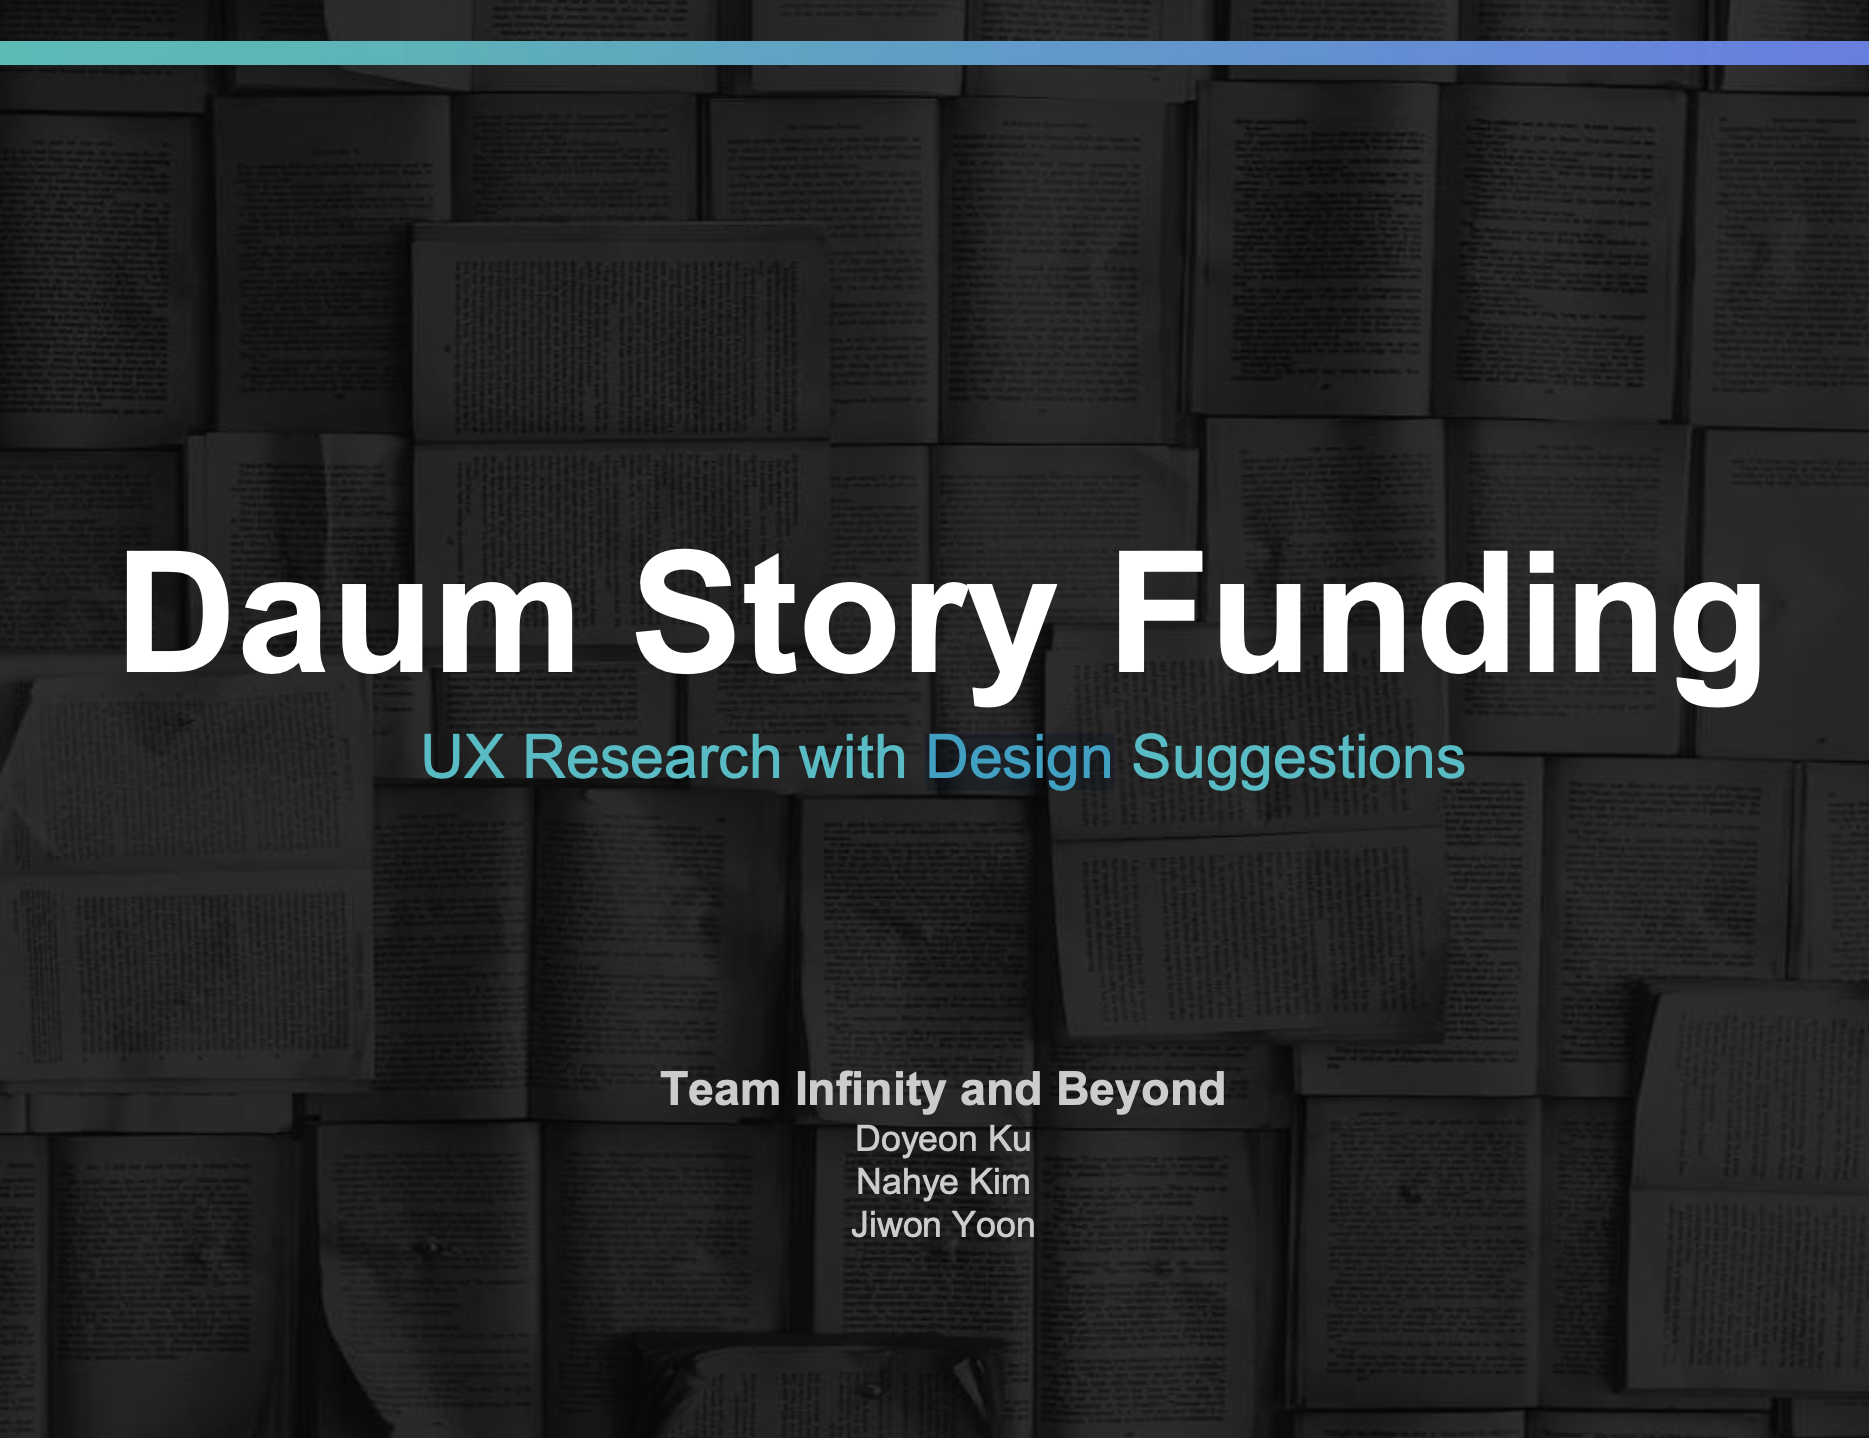 Daum Story Funding
UX Research with Design Suggestions
Team Infinity and Beyond
Doyeon Ku
Nahye Kim
Jiwon Yoon